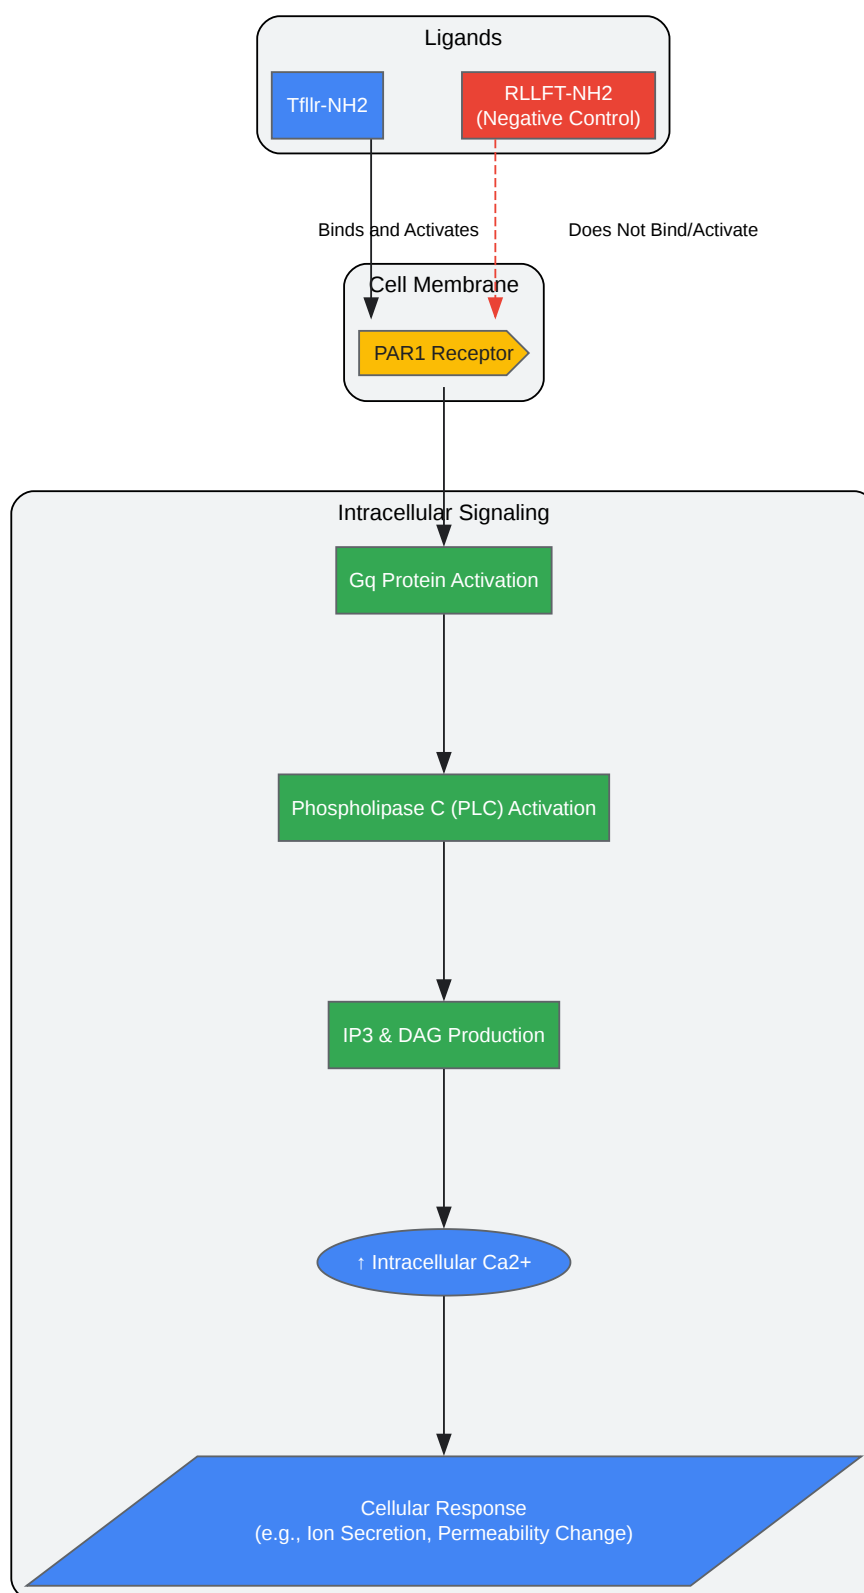 Ligands
Tfllr-NH2
RLLFT-NH2
(Negative Control)
Binds and Activates
Does Not Bind/Activate
Cell Membrane
PAR1 Receptor
Intracellular Signaling
Gq Protein Activation
Phospholipase C (PLC) Activation
IP3 & DAG Production
↑ Intracellular Ca2+
Cellular Response
(e.g., Ion Secretion, Permeability Change)